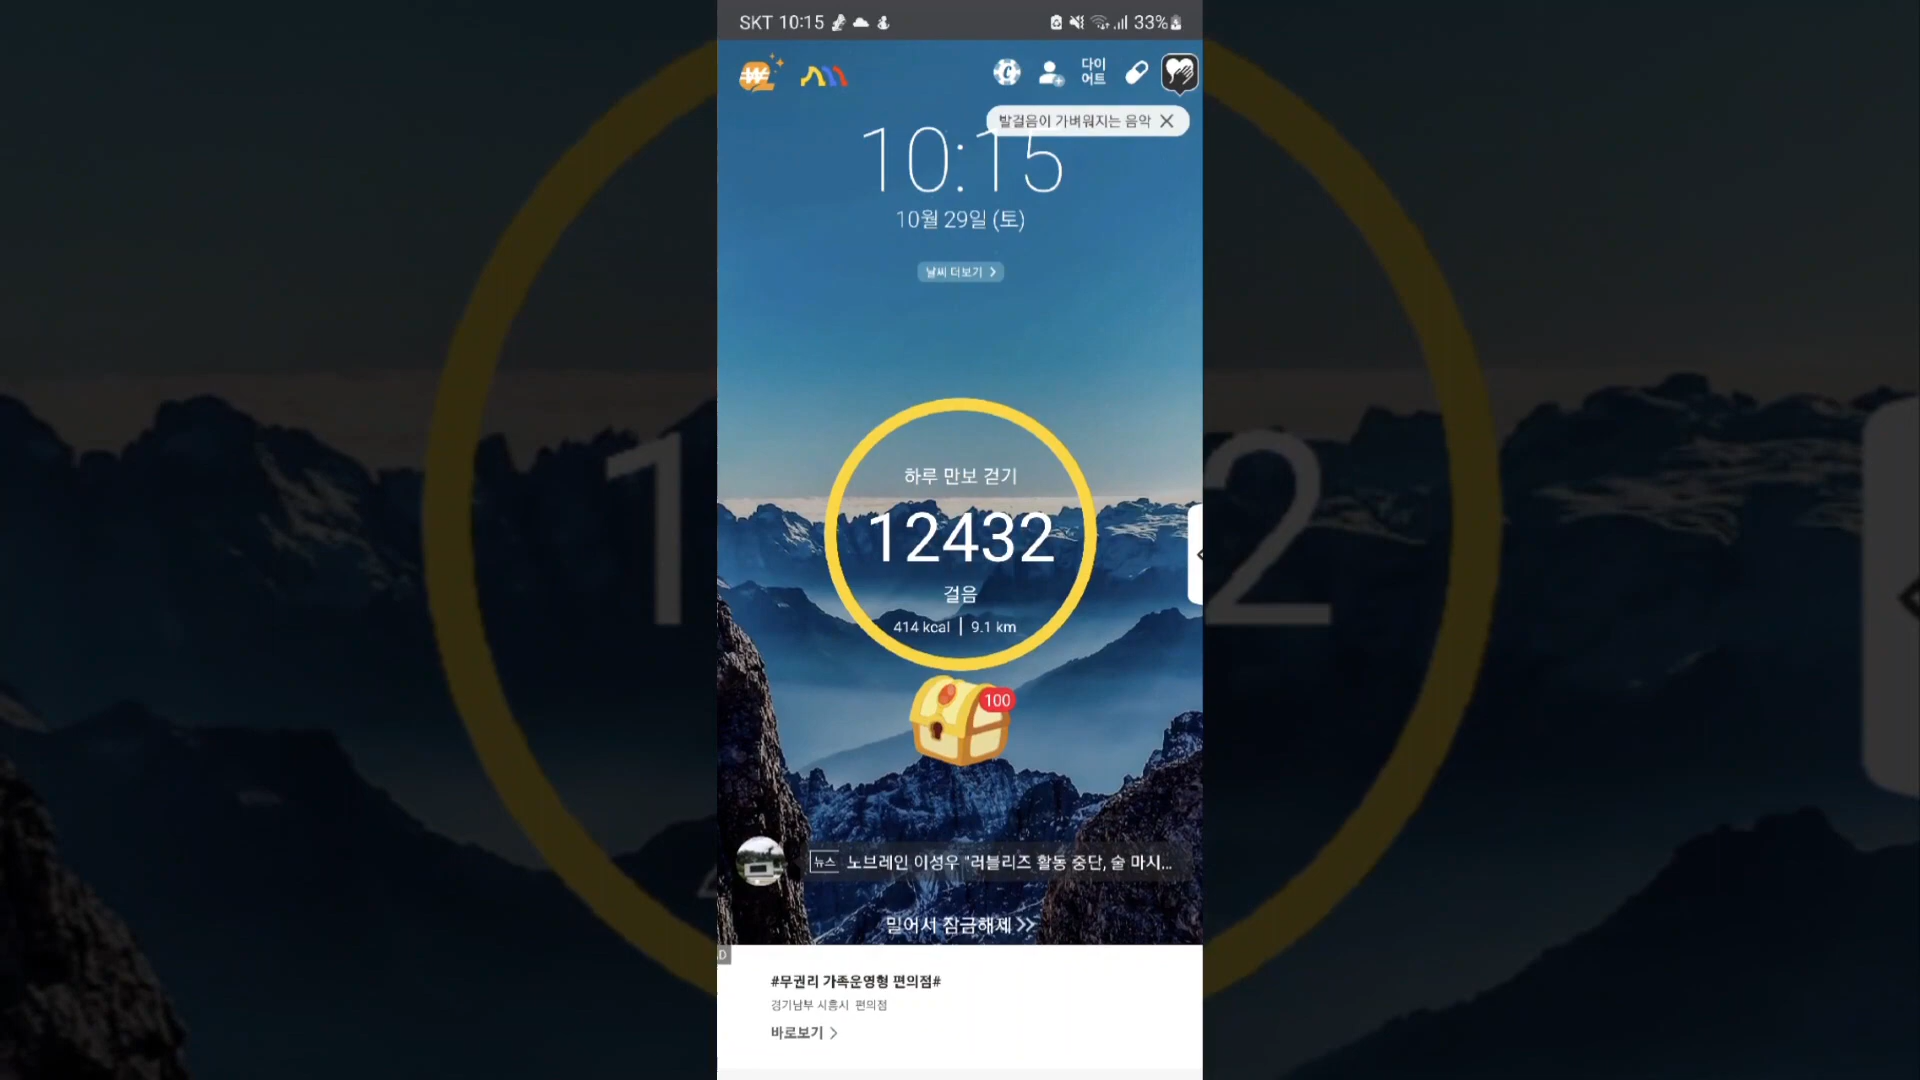 SKT 10:15
33%
다이
어트
발걸음이 가벼워지는 음악
10:15
10월 29일 (토)
날씨 더보기
하루 만보 걷기
12432
걸음
414 kcal | 9.1 km
100
뉴스 노브레인 이성우 "러블리즈 활동 중단, 술 마시...
밀어서 잠금해제
#무권리 가족운영형 편의점#
경기남부 시흥시 편의점
바로보기